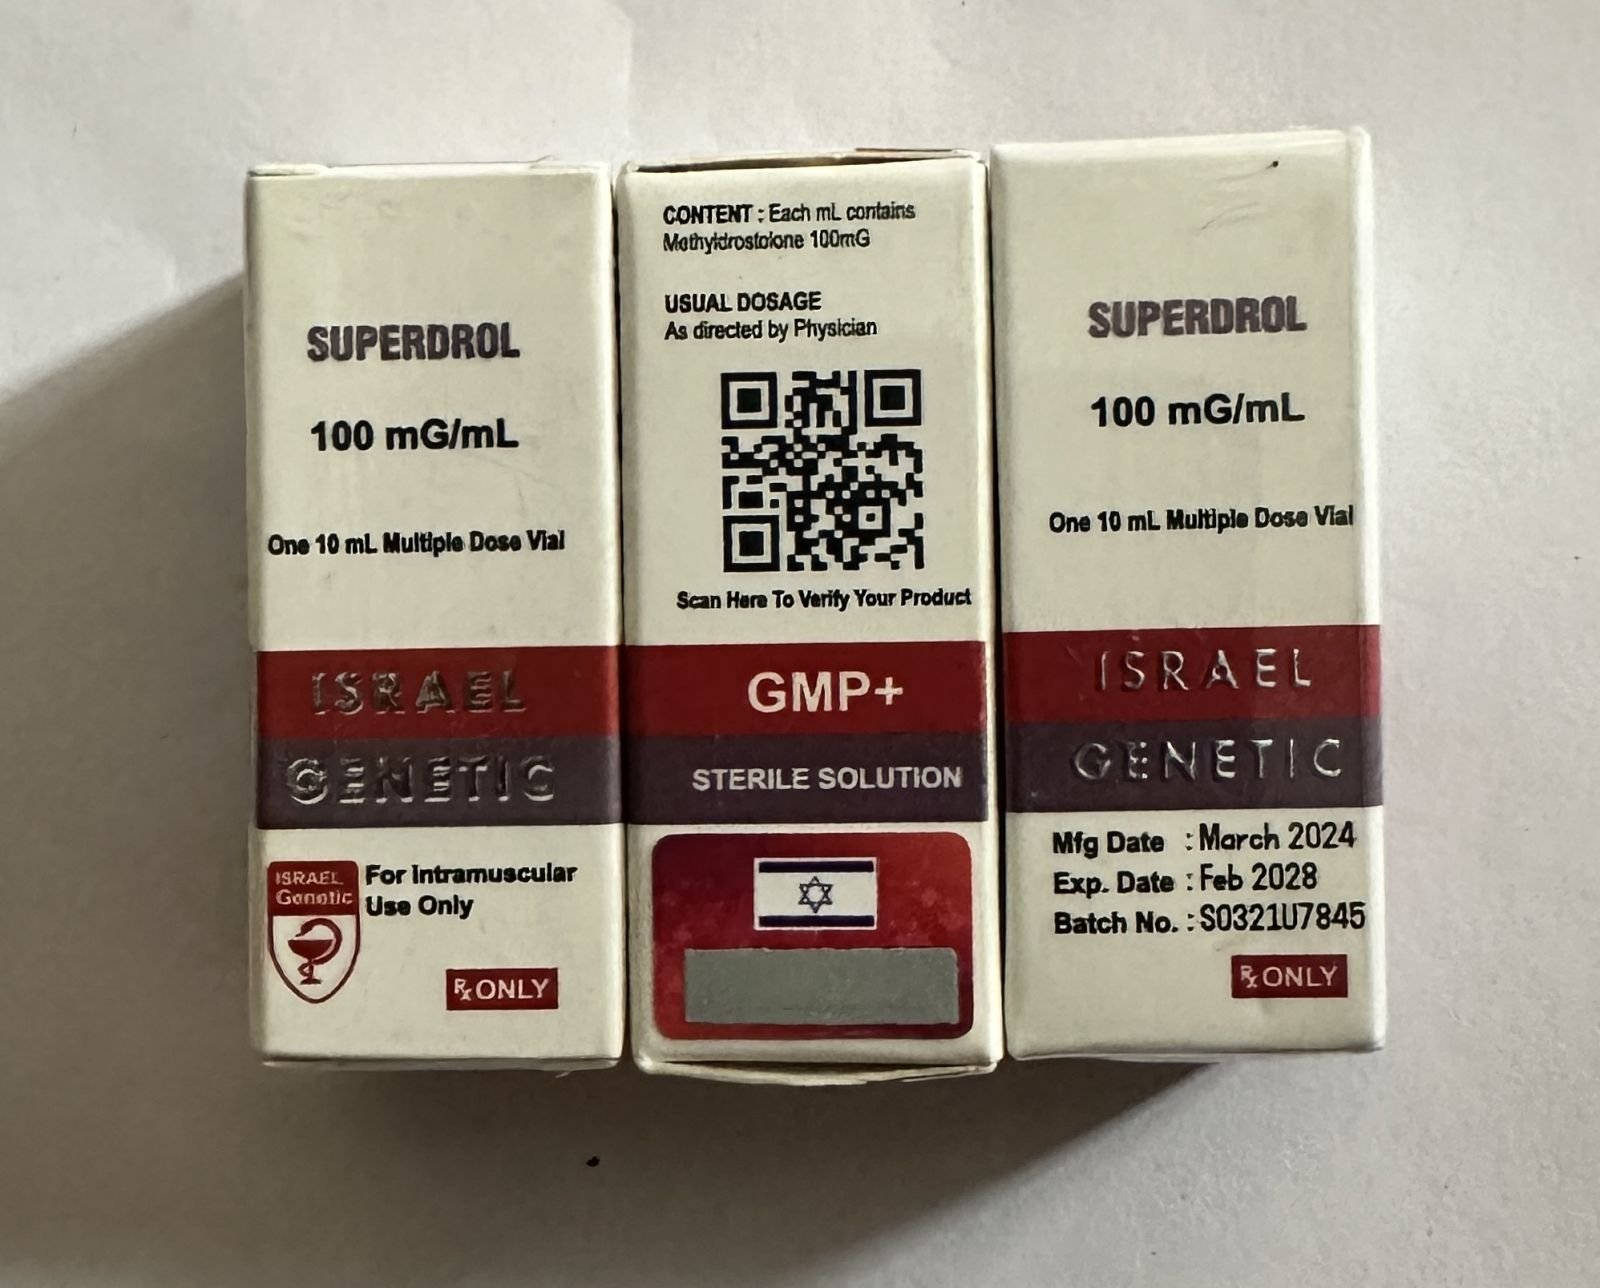 SUPERDROL
100 mG/mL
One 10 mL Multiple Dose Vial
ISRAEL
GENETIC
ISRAEL
Genetic
For Intramuscular
Use Only
Rx ONLY
CONTENT : Each mL contains
Methyldrostolone 100mG
USUAL DOSAGE
As directed by Physician
Scan Here To Verify Your Product
GMP+
STERILE SOLUTION
SUPERDROL
100 mG/mL
One 10 mL Multiple Dose Vial
ISRAEL
GENETIC
Mfg Date : March 2024
Exp. Date : Feb 2028
Batch No. : S0321U7845
Rx ONLY